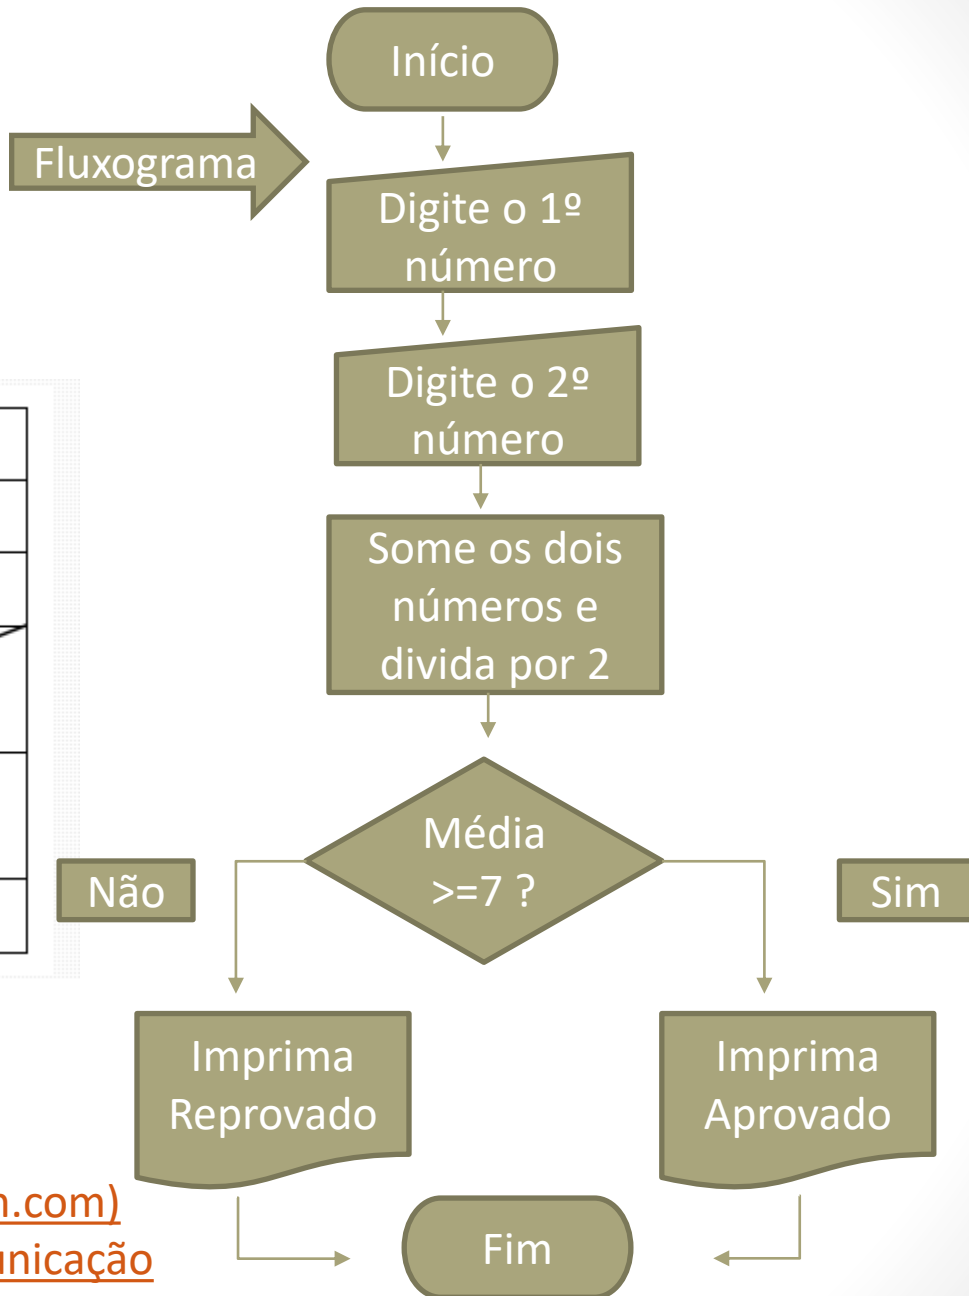 Início
Fluxograma
Digite o 1º
número
Digite o 2º
número
Some os dois
números e
divida por 2
Média
>=7 ?
Não
Sim
Imprima
Reprovado
Imprima
Aprovado
Fim
.com)